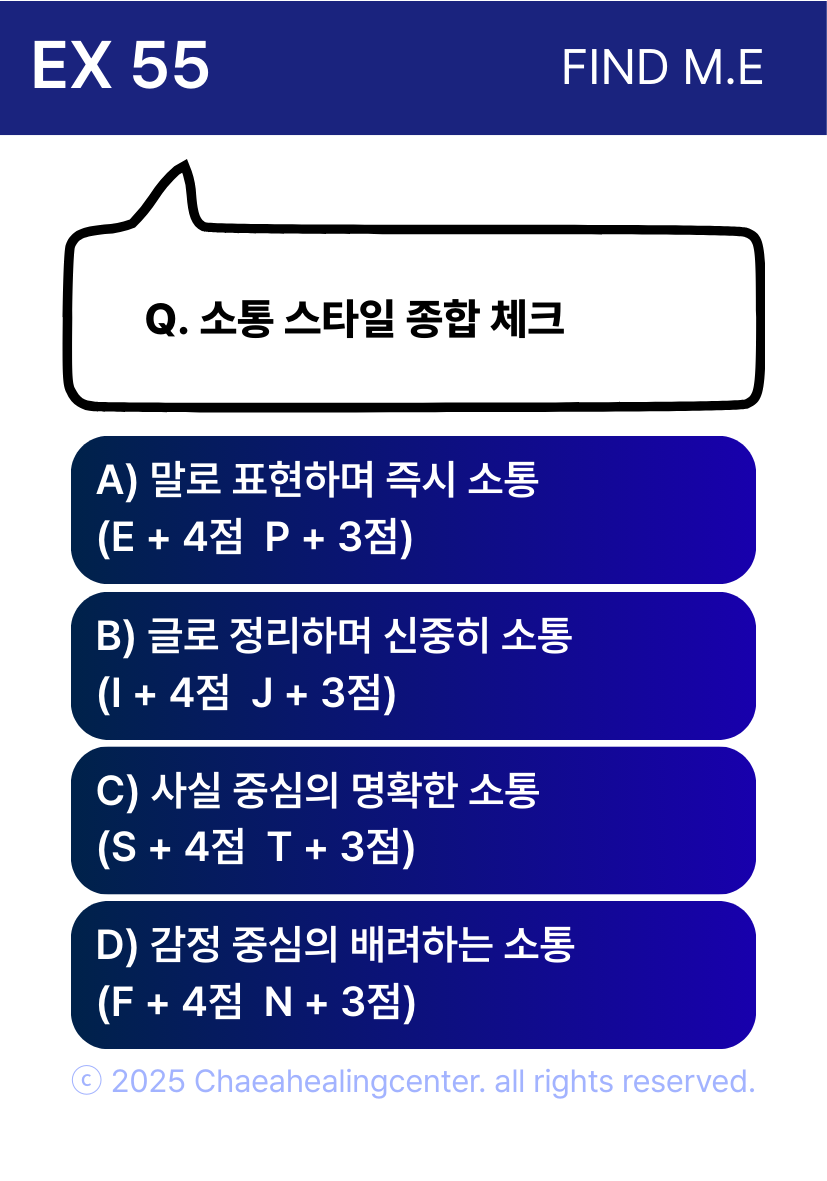 EX 55
FIND M.E
Q. 소통 스타일 종합 체크
A) 말로 표현하며 즉시 소통
(E + 4점 P + 3점)
B) 글로 정리하며 신중히 소통
(I + 4점 J + 3점)
C) 사실 중심의 명확한 소통
(S + 4점 T + 3점)
D) 감정 중심의 배려하는 소통
(F + 4점 N + 3점)
ⓒ 2025 Chaeahealingcenter. all rights reserved.